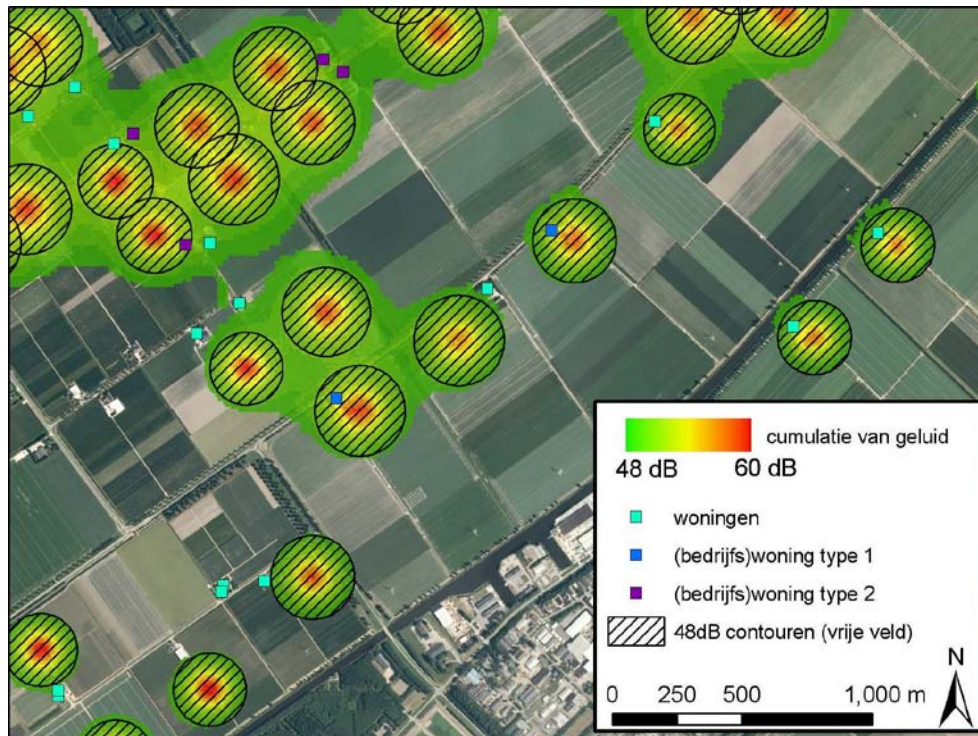 cumulatie van geluid
48 dB 60 dB
woningen
(bedrijfs)woning type 1
(bedrijfs)woning type 2
48dB contouren (vrije veld)
N
0 250 500 1,000 m